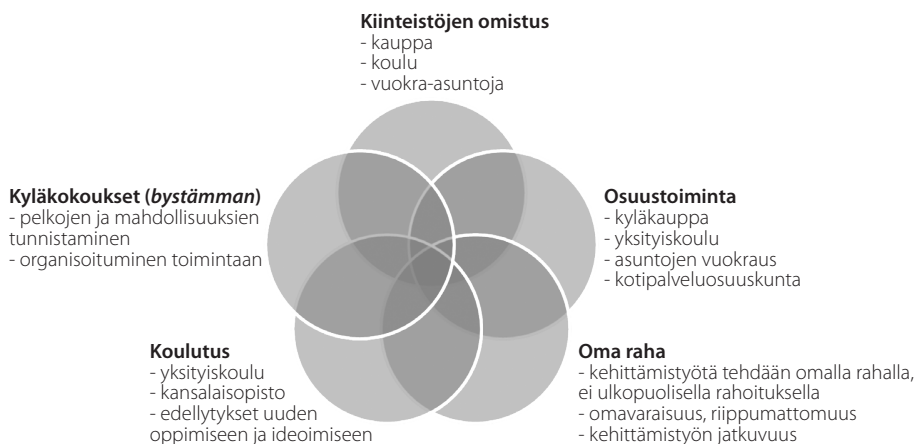 Kiinteistöjen omistus
- kauppa
- koulu
- vuokra-asuntoja
Kyläkokoukset (bystämman)
- pelkojen ja mahdollisuuksien
tunnistaminen
- organisoituminen toimintaan
Osuustoiminta
- kyläkauppa
- yksityiskoulu
- asuntojen vuokraus
- kotipalveluosuuskunta
Koulutus
- yksityiskoulu
- kansalaisopisto
- edellytykset uuden
oppimiseen ja ideoimiseen
Oma raha
- kehittämistyötä tehdään omalla rahalla,
ei ulkopuolisella rahoituksella
- omavaraisuus, riippumattomuus
- kehittämistyön jatkuvuus